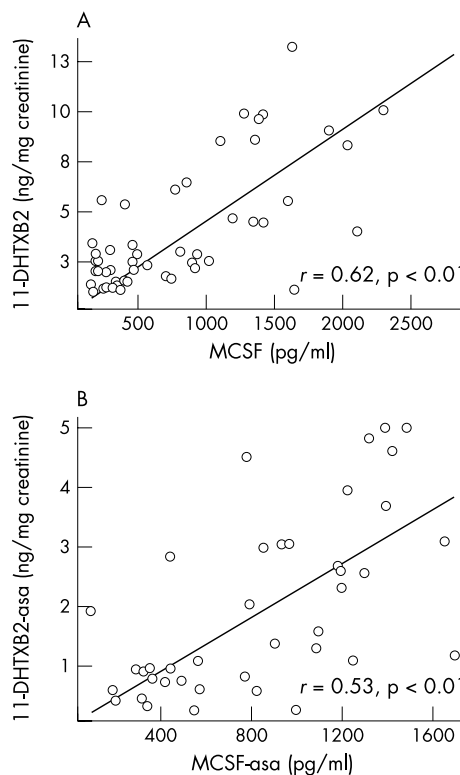 A
11-DHTXB2 (ng/mg creatinine)
13
10
8
5
3
r = 0.62, p < 0.01
500 1000 1500 2000 2500
MCSF (pg/ml)
B
11-DHTXB2-asa (ng/mg creatinine)
5
4
3
2
1
r = 0.53, p < 0.01
400 800 1200 1600
MCSF-asa (pg/ml)